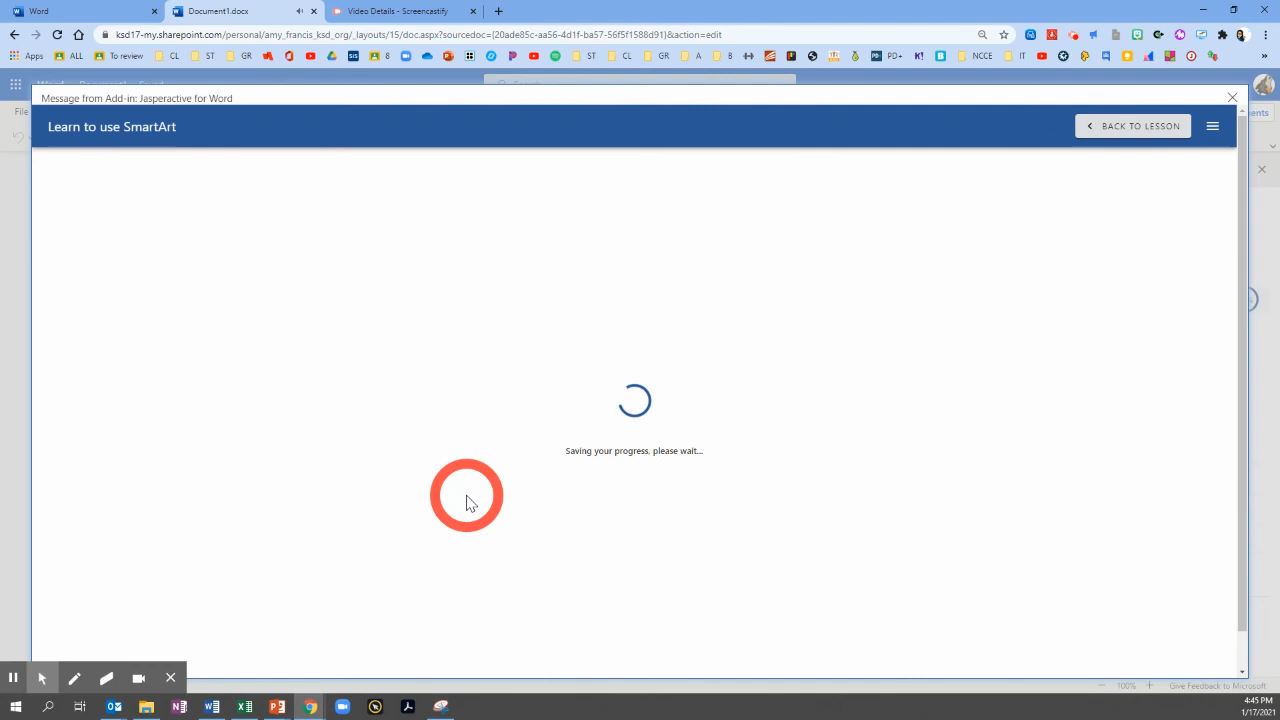 Word
Document1.docx
Video Details - Screencastify
ksd17-my.sharepoint.com/personal/amy_francis_ksd_org/_layouts/15/doc.aspx?sourcedoc={20ade85c-aa56-4d1f-ba57-56f5f1588d91}&action=edit
Apps ALL To review CL ST GR SIS 8 ST CL GR A B PD+ K! NCCE IT
Message from Add-in: Jasperactive for Word
File
Learn to use SmartArt
BACK TO LESSON
Saving your progress, please wait...
100% Give Feedback to Microsoft
4:45 PM
1/17/2021